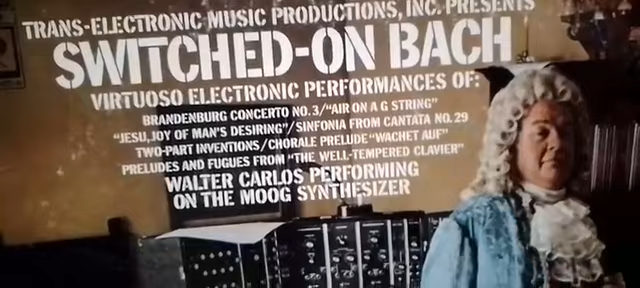 TRANS-ELECTRONIC MUSIC PRODUCTIONS, INC. PRESENTS
SWITCHED-ON BACH
VIRTUOSO ELECTRONIC PERFORMANCES OF:
BRANDENBURG CONCERTO NO.3/"AIR ON A G STRING"
"JESU, JOY OF MAN'S DESIRING"/SINFONIA FROM CANTATA NO.29
TWO-PART INVENTIONS/CHORALE PRELUDE "WACHET AUF"
PRELUDES AND FUGUES FROM "THE WELL-TEMPERED CLAVIER"
WALTER CARLOS PERFORMING
ON THE MOOG SYNTHESIZER